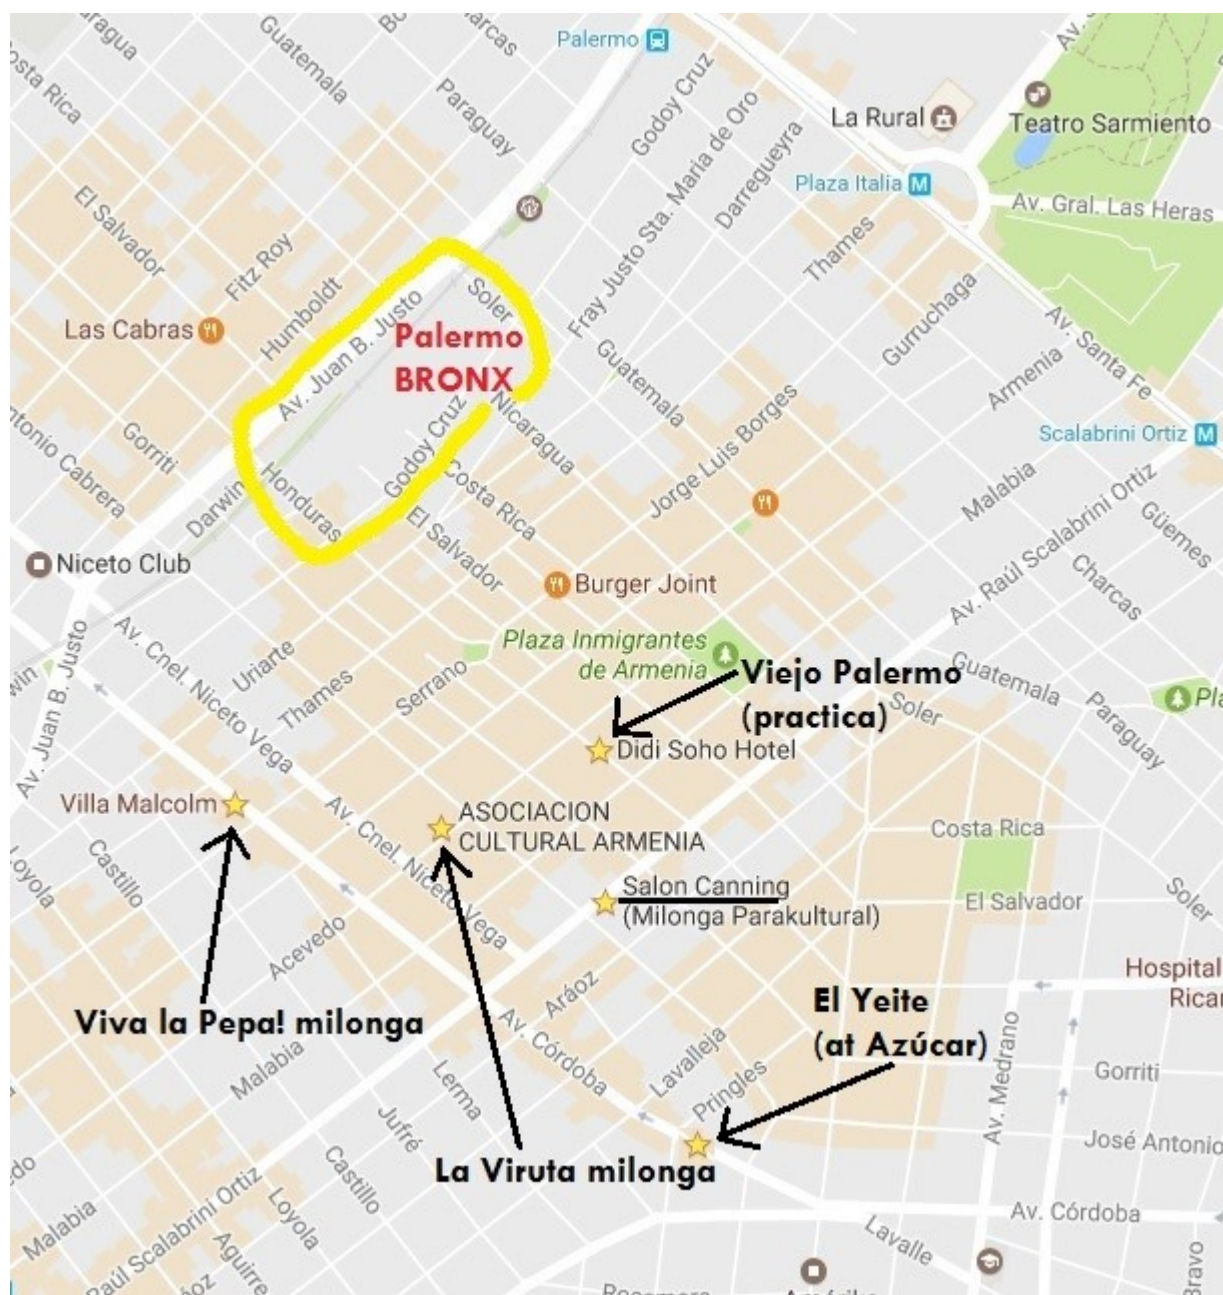 Guatemala
Charcas
Palermo
Costa Rica
Paraguay
Godoy Cruz
La Rural
Teatro Sarmiento
Plaza Italia
Av. Gral. Las Heras
Fray Justo Sta. Maria de Oro
Darregueyra
Thames
El Salvador
Fitz Roy
Humboldt
Soler
Gurruchaga
Las Cabras
Av. Juan B. Justo
Palermo
BRONX
Guatemala
Armenia
Av. Santa Fe
Scalabrini Ortiz
Gorriti
Antonio Cabrera
Darwin
Honduras
Godoy Cruz
Nicaragua
Costa Rica
El Salvador
Jorge Luis Borges
Malabia
Av. Raúl Scalabrini Ortiz
Güemes
Charcas
Niceto Club
Burger Joint
Plaza Inmigrantes
de Armenia
Viejo Palermo
(practica)
Guatemala
Paraguay
Soler
Av. Cnel. Niceto Vega
Uriarte
Thames
Serrano
Av. Juan B. Justo
Didi Soho Hotel
Villa Malcolm
Av. Cnel. Niceto Vega
ASOCIACION
CULTURAL ARMENIA
Costa Rica
Loyola
Castillo
Salon Canning
(Milonga Parakultural)
El Salvador
Soler
Acevedo
Viva la Pepa! milonga
Aráoz
Hospital
Ricar
El Yeite
(at Azúcar)
Av. Córdoba
Malabia
Lerma
Lavalleja
Pringles
Av. Medrano
Gorriti
Jufré
La Viruta milonga
José Antonio
Castillo
Loyola
Malabia
Raúl Scalabrini Ortiz
Aguirre
Av. Córdoba
Lavalle
Bravo